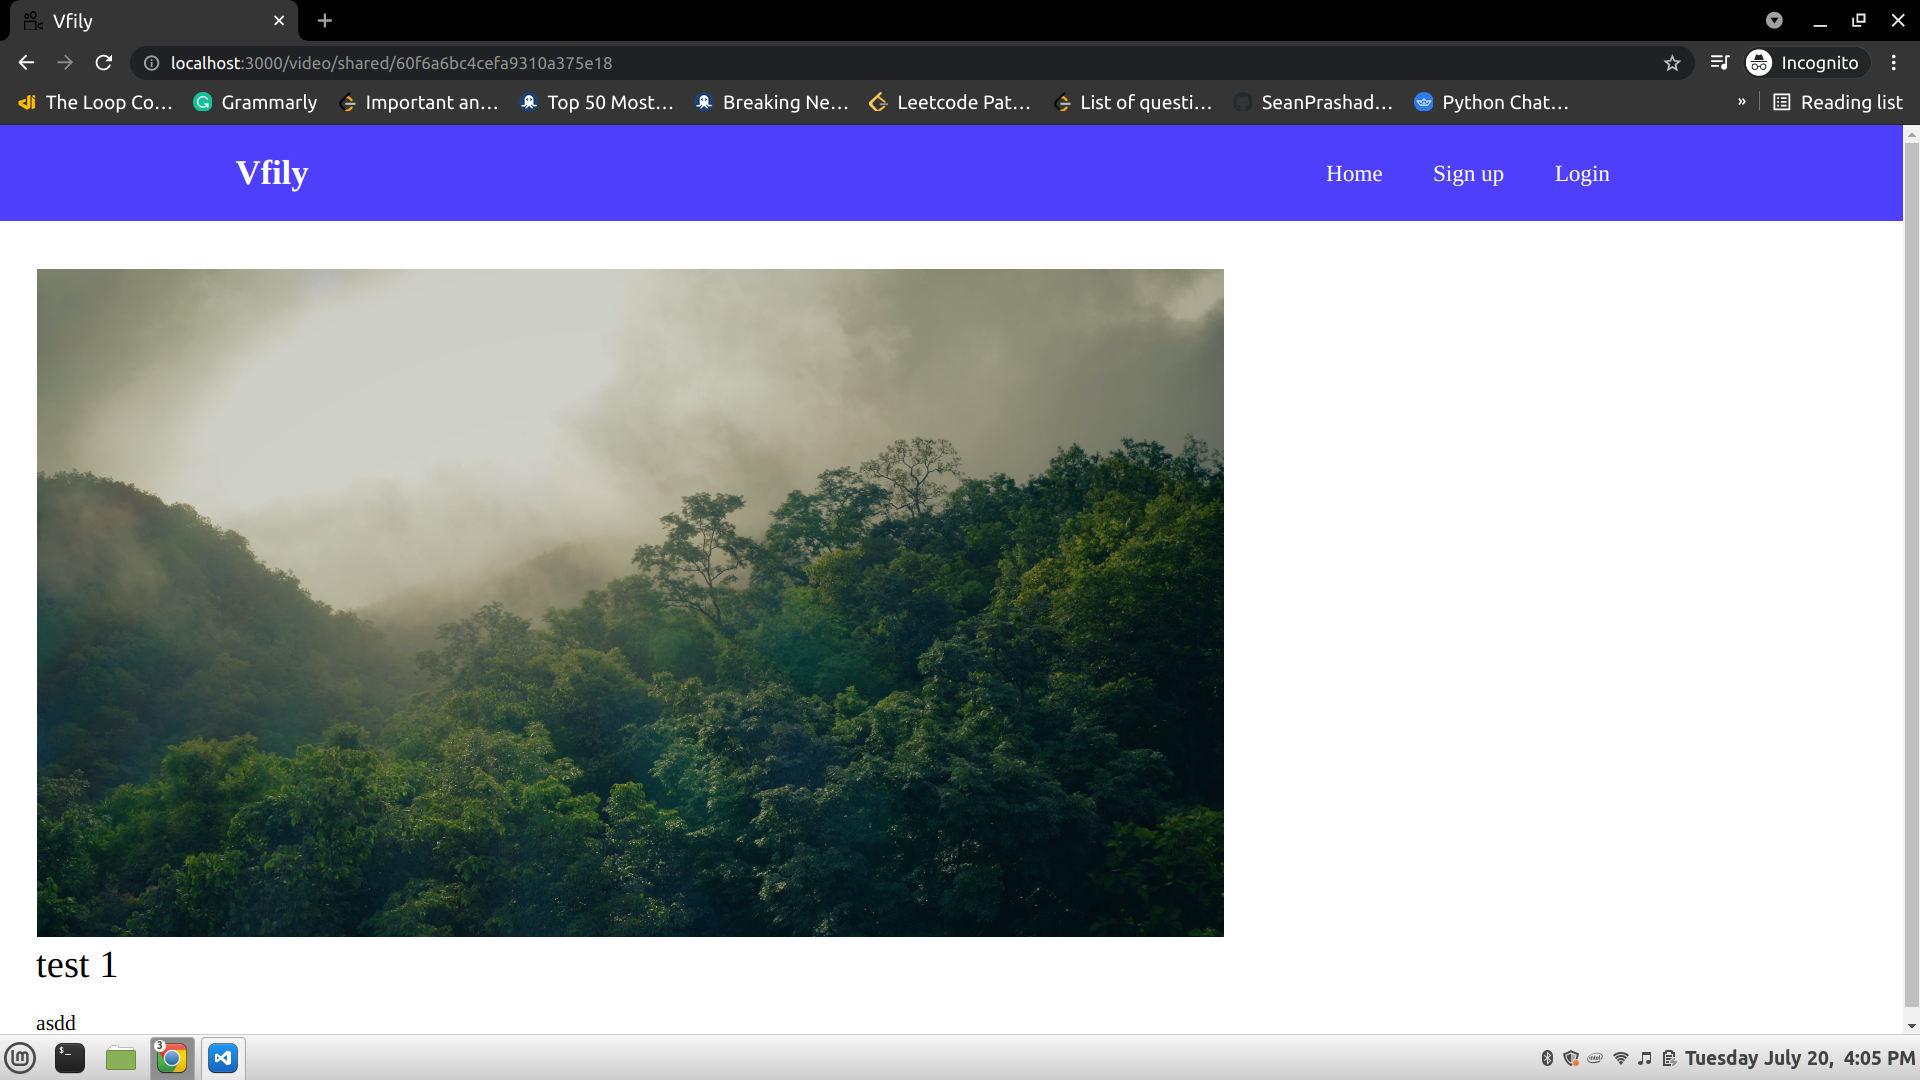 Vfily
localhost:3000/video/shared/60f6a6bc4cefa9310a375e18
Incognito
The Loop Co...
Grammarly
Important an...
Top 50 Most...
Breaking Ne...
Leetcode Pat...
List of questi...
SeanPrashad...
Python Chat...
»
Reading list
Vfily
Home
Sign up
Login
test 1
asdd
3
Tuesday July 20, 4:05 PM